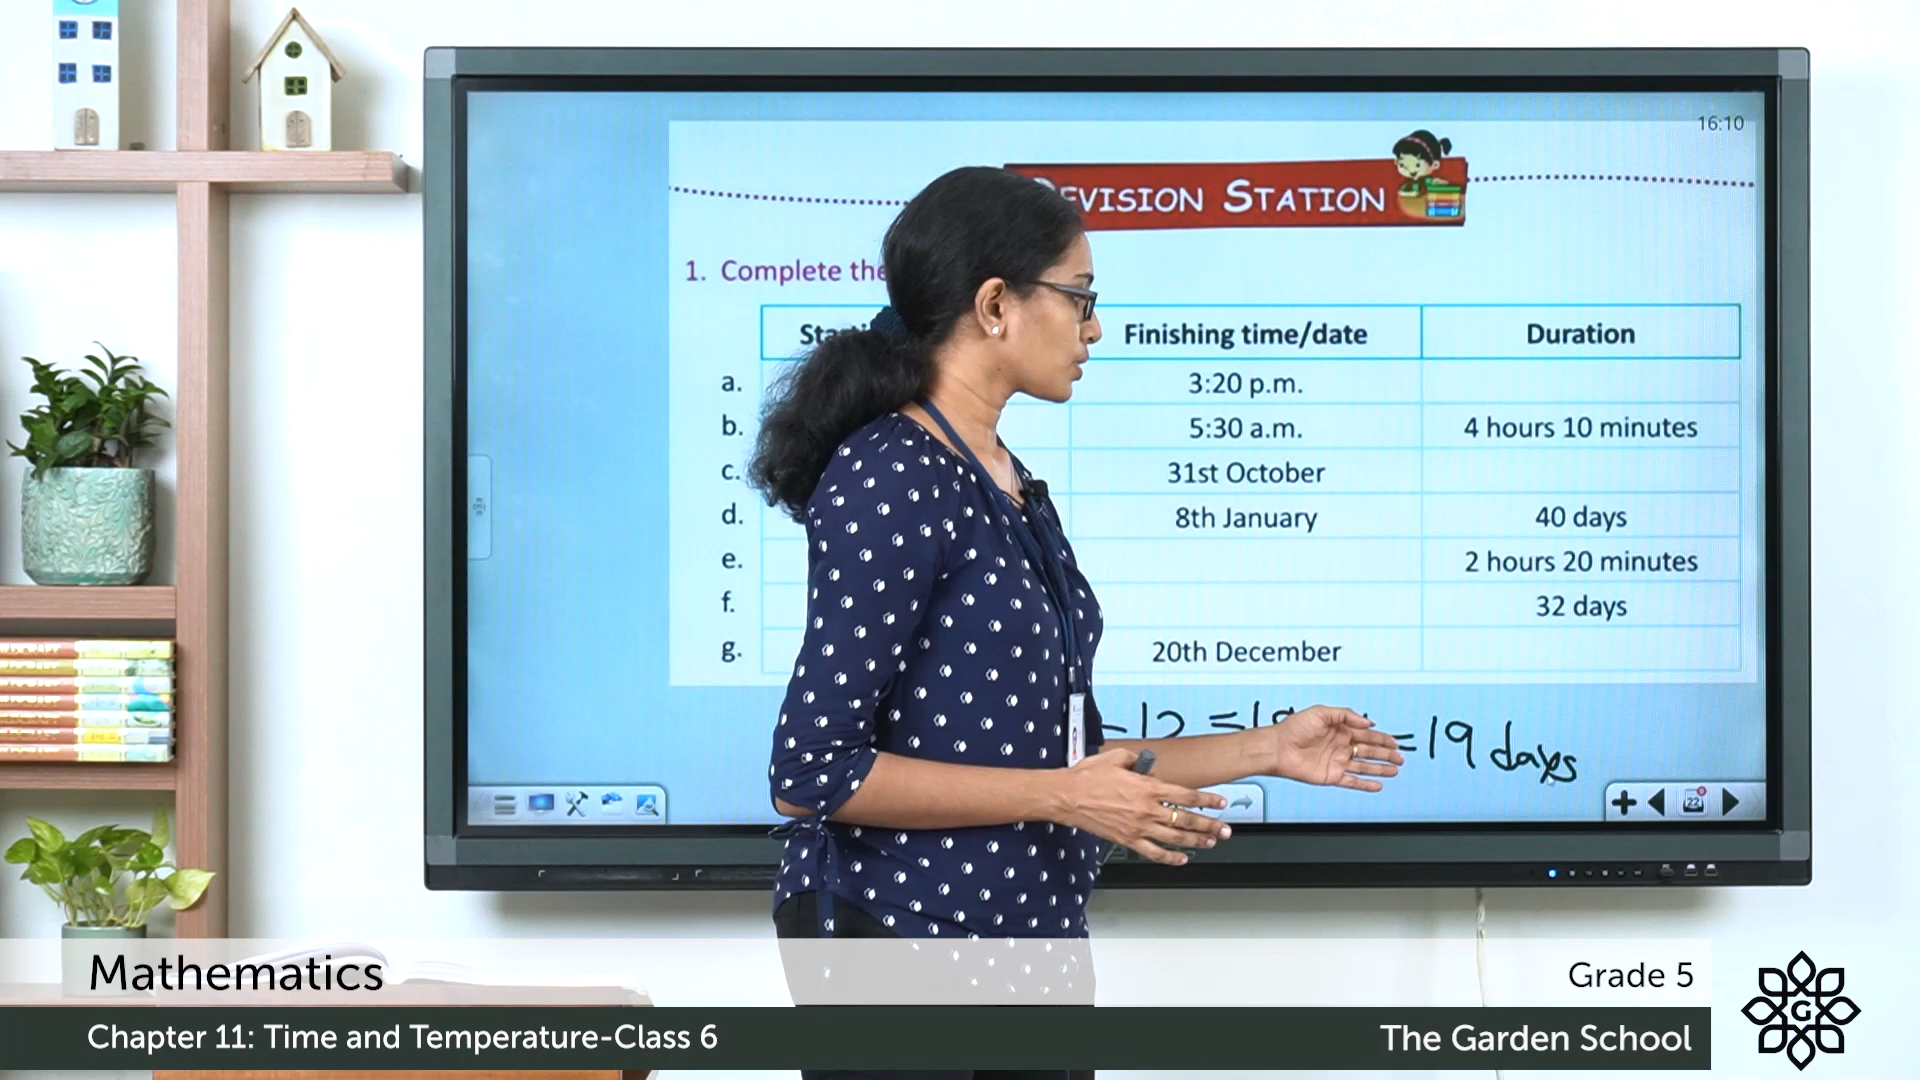 16:10
EVISION STATION
1. Complete the
Finishing time/date Duration
a. 3:20 p.m.
b. 5:30 a.m. 4 hours 10 minutes
c. 31st October
d. 8th January 40 days
e. 2 hours 20 minutes
f. 32 days
g. 20th December
-12 = = 19 days
22
Mathematics
Grade 5
Chapter 11: Time and Temperature-Class 6
The Garden School
G